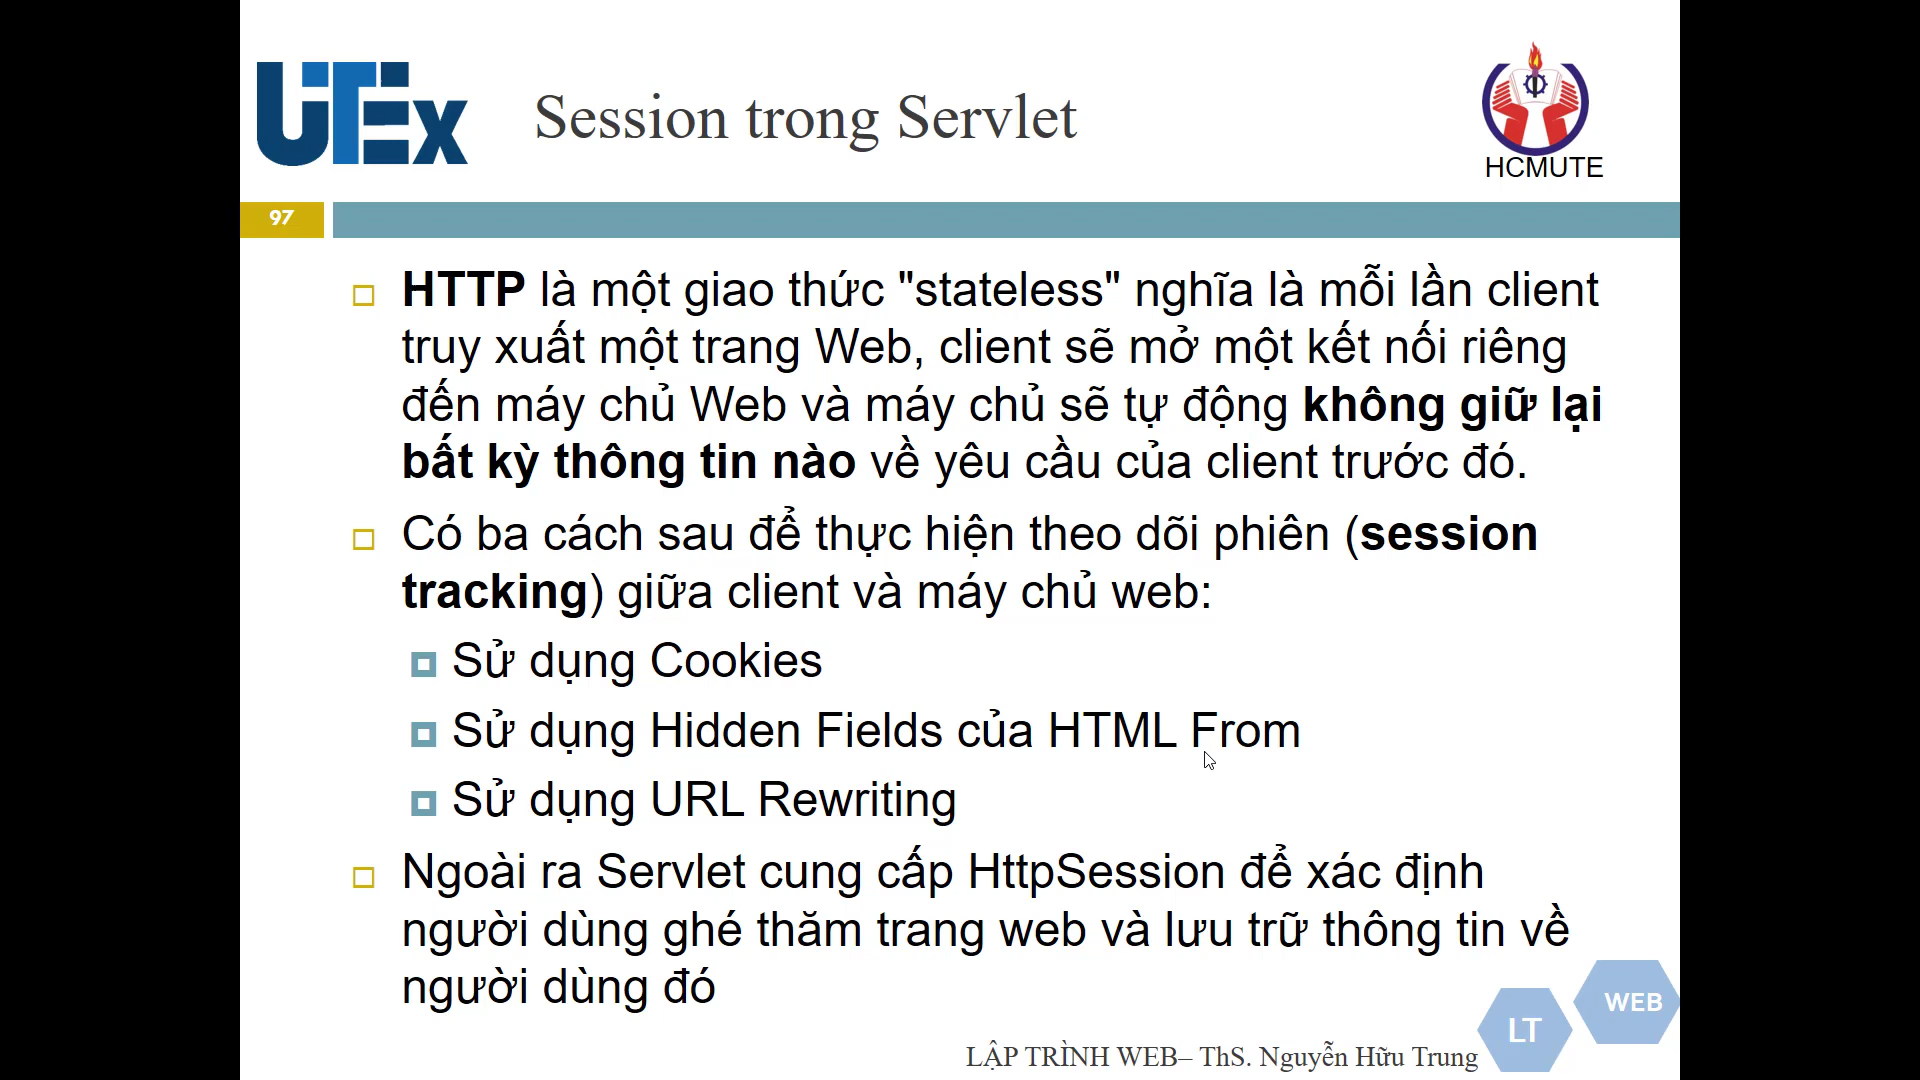 UTEx
Session trong Servlet
HCMUTE
97
HTTP là một giao thức "stateless" nghĩa là mỗi lần client
truy xuất một trang Web, client sẽ mở một kết nối riêng
đến máy chủ Web và máy chủ sẽ tự động không giữ lại
bất kỳ thông tin nào về yêu cầu của client trước đó.
Có ba cách sau để thực hiện theo dõi phiên (session
tracking) giữa client và máy chủ web:
Sử dụng Cookies
Sử dụng Hidden Fields của HTML From
Sử dụng URL Rewriting
Ngoài ra Servlet cung cấp HttpSession để xác định
người dùng ghé thăm trang web và lưu trữ thông tin về
người dùng đó
LẬP TRÌNH WEB– ThS. Nguyễn Hữu Trung
LT
WEB